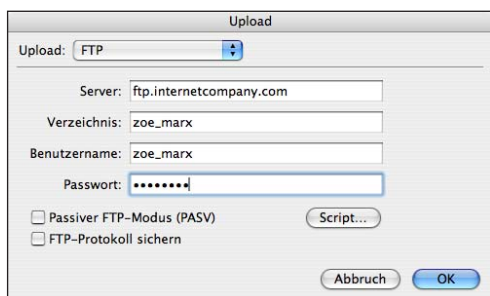 Upload
Upload: FTP
Server: ftp.internetcompany.com
Verzeichnis: zoe_marx
Benutzername: zoe_marx
Passwort: ••••••••
Passiver FTP-Modus (PASV) Script...
FTP-Protokoll sichern
Abbruch OK